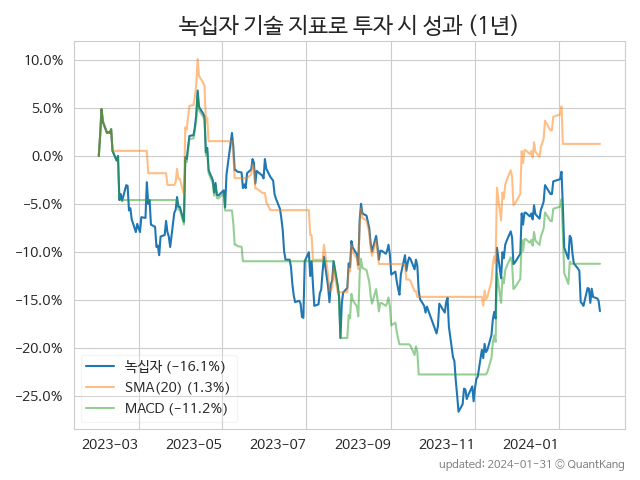 녹십자 기술 지표로 투자 시 성과 (1년)
10.0%
5.0%
0.0%
−5.0%
−10.0%
−15.0%
−20.0%
−25.0%
녹십자 (−16.1%)
SMA(20) (1.3%)
MACD (−11.2%)
2023-03 2023-05 2023-07 2023-09 2023-11 2024-01
updated: 2024-01-31 © QuantKang